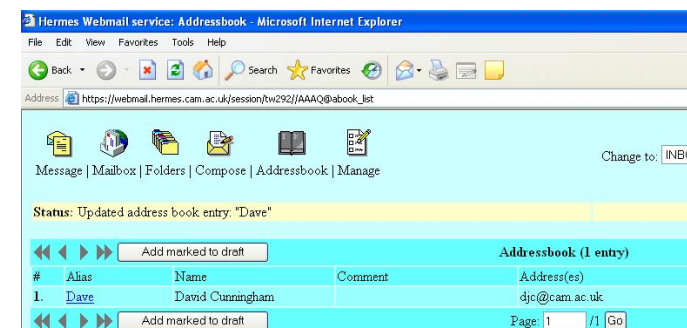 Hermes Webmail service: Addressbook - Microsoft Internet Explorer
File Edit View Favorites Tools Help
Back Search Favorites
Address https://webmail.hermes.cam.ac.uk/session/tw292//AAAQ@abook_list
Message | Mailbox | Folders | Compose | Addressbook | Manage Change to: INB
Status: Updated address book entry: "Dave"
Add marked to draft Addressbook (1 entry)
# Alias Name Comment Address(es)
1. Dave David Cunningham djc@cam.ac.uk
Add marked to draft Page: 1 /1 Go